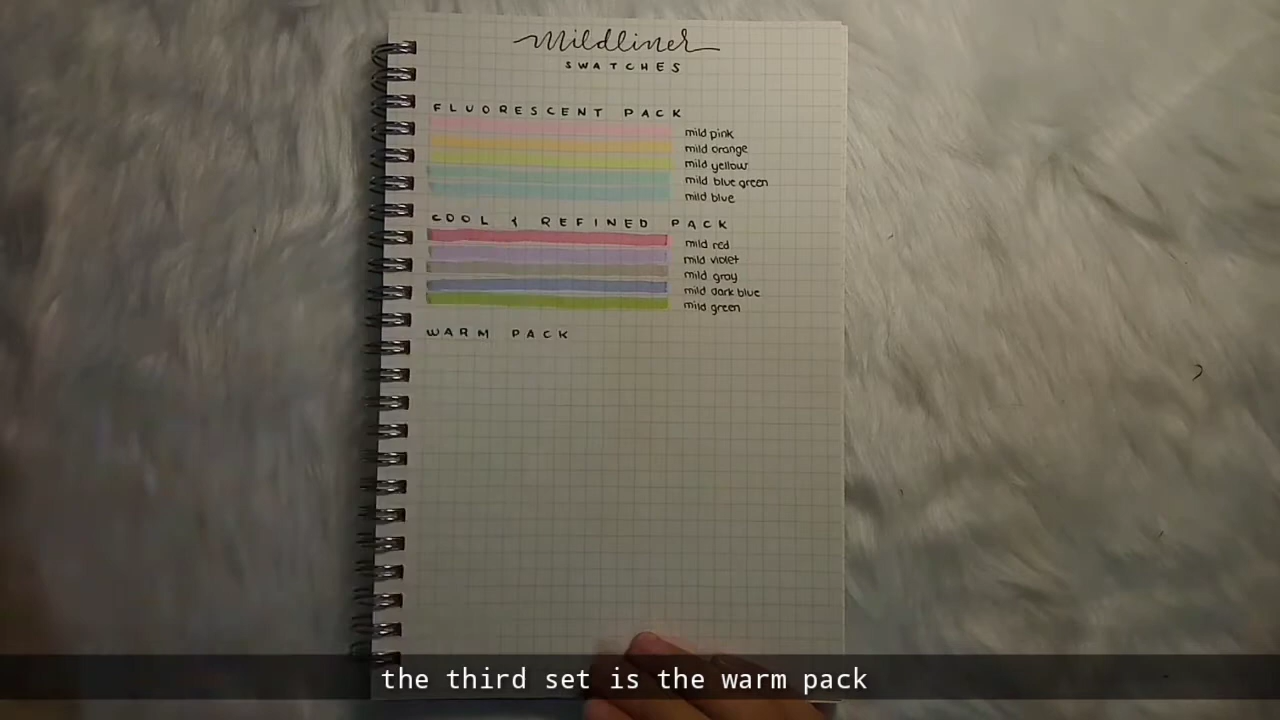 mildliner
SWATCHES
FLUORESCENT PACK
mild pink
mild orange
mild yellow
mild blue green
mild blue
COOL & REFINED PACK
mild red
mild violet
mild gray
mild dark blue
mild green
WARM PACK
the third set is the warm pack